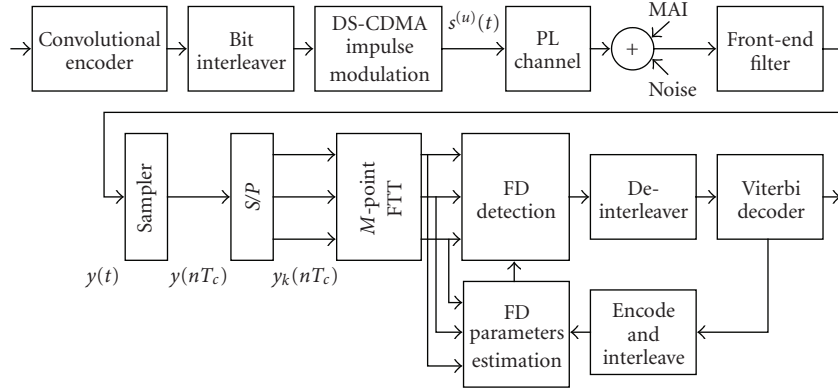 Convolutional
encoder
Bit
interleaver
DS-CDMA
impulse
modulation
s^{(u)}(t)
PL
channel
+
MAI
Noise
Front-end
filter
Sampler
S/P
M-point
FTT
FD
detection
De-
interleaver
Viterbi
decoder
y(t)
y(nT_c)
y_k(nT_c)
FD
parameters
estimation
Encode
and
interleave